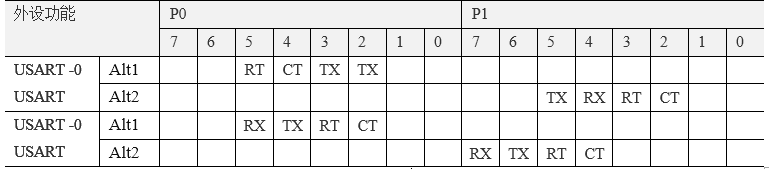 外设功能 P0 P1
7 6 5 4 3 2 1 0 7 6 5 4 3 2 1 0
USART -0 Alt1 RT CT TX TX
USART Alt2 TX RX RT CT
USART -0 Alt1 RX TX RT CT
USART Alt2 RX TX RT CT